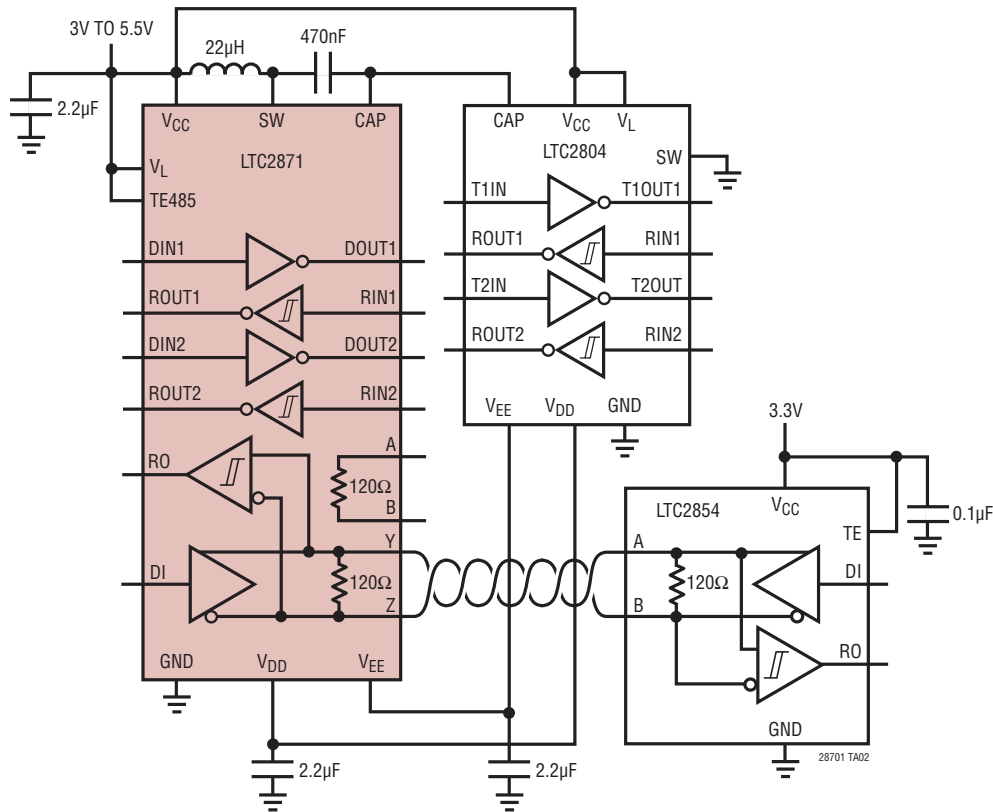 3V TO 5.5V
22µH
470nF
2.2µF
VCC
SW
CAP
LTC2871
VL
TE485
DIN1
DOUT1
ROUT1
RIN1
DIN2
DOUT2
ROUT2
RIN2
RO
A
120Ω
B
Y
DI
120Ω
Z
GND
VDD
VEE
2.2µF
2.2µF
CAP
VCC
VL
LTC2804
SW
T1IN
T1OUT1
ROUT1
RIN1
T2IN
T2OUT
ROUT2
RIN2
VEE
VDD
GND
3.3V
VCC
LTC2854
TE
0.1µF
A
120Ω
DI
B
RO
GND
28701 TA02